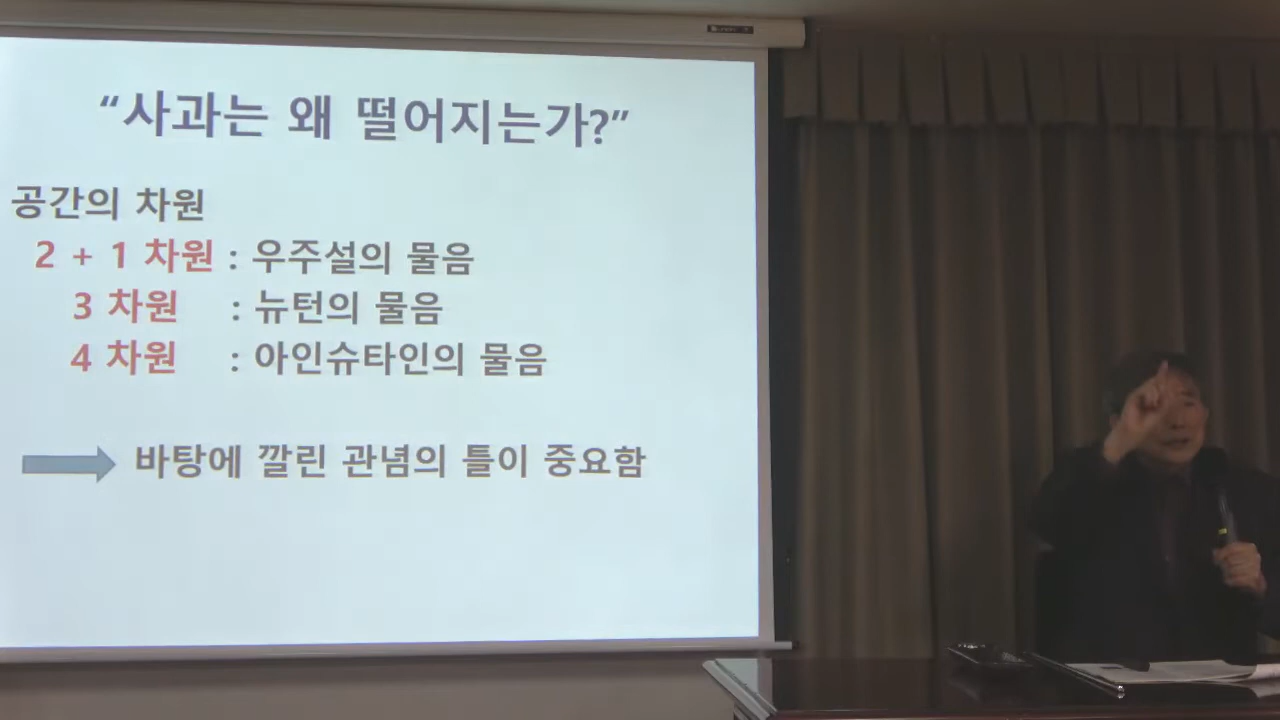 “사과는 왜 떨어지는가?”
공간의 차원
2 + 1 차원 : 우주설의 물음
3 차원 : 뉴턴의 물음
4 차원 : 아인슈타인의 물음
바탕에 깔린 관념의 틀이 중요함